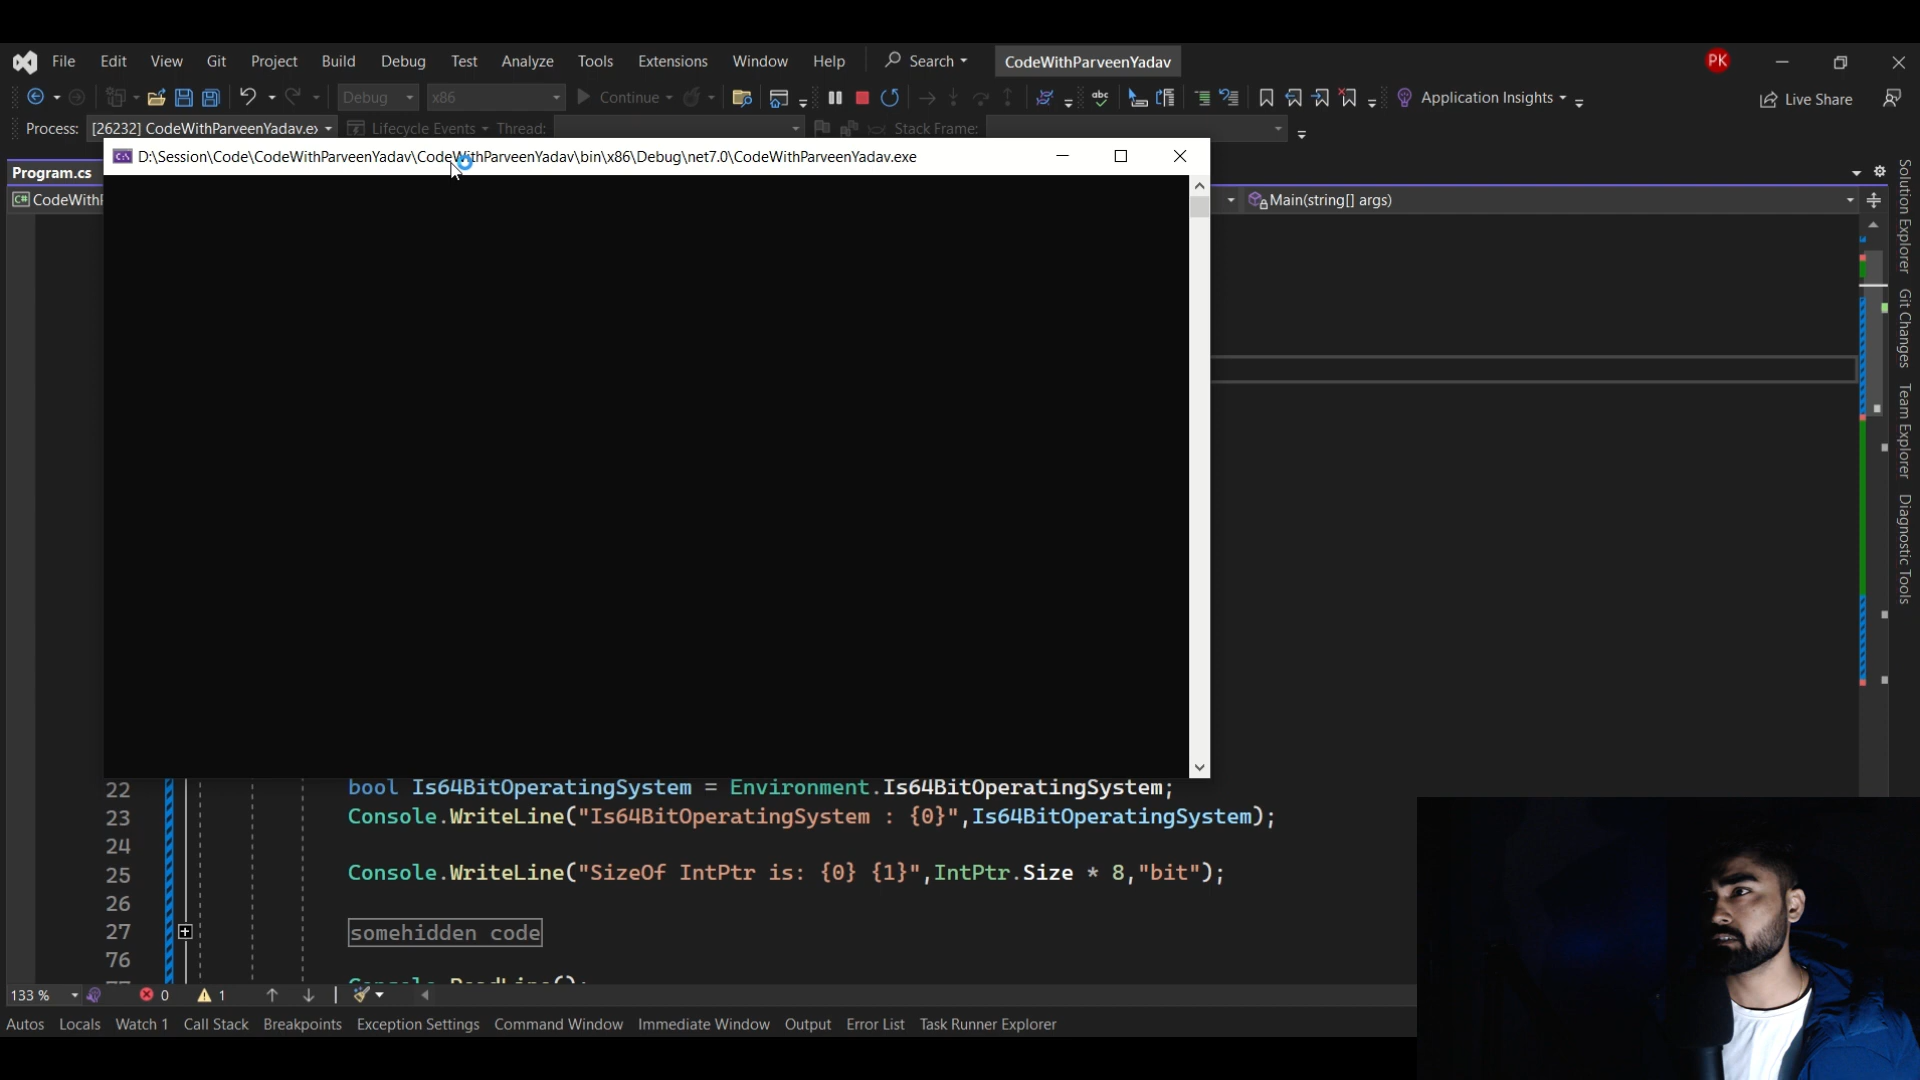 File Edit View Git Project Build Debug Test Analyze Tools Extensions Window Help Search CodeWithParveenYadav PK
Debug x86 Continue Application Insights Live Share
Process: [26232] CodeWithParveenYadav.ex Lifecycle Events Thread: Stack Frame:
D:\Session\Code\CodeWithParveenYadav\CodeWithParveenYadav\bin\x86\Debug\net7.0\CodeWithParveenYadav.exe
Program.cs
C# CodeWith
Main(string[] args)
Solution Explorer
Git Changes
Team Explorer
Diagnostic Tools
22 bool Is64BitOperatingSystem = Environment.Is64BitOperatingSystem;
23 Console.WriteLine("Is64BitOperatingSystem : {0}",Is64BitOperatingSystem);
24
25 Console.WriteLine("SizeOf IntPtr is: {0} {1}",IntPtr.Size * 8,"bit");
26
27 somehidden code
76
133 % 0 1
Autos Locals Watch 1 Call Stack Breakpoints Exception Settings Command Window Immediate Window Output Error List Task Runner Explorer